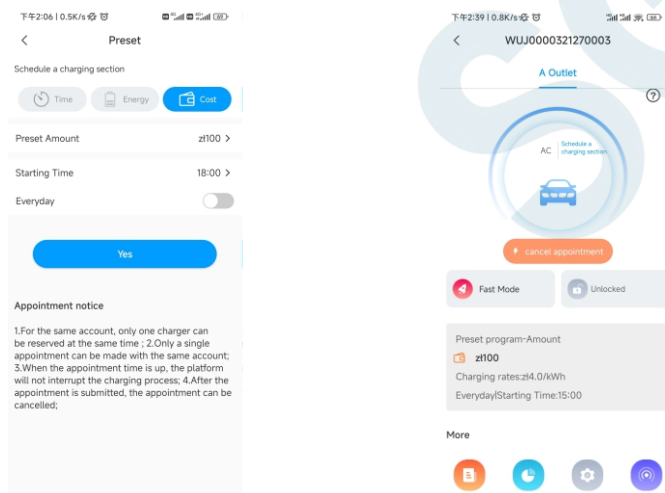 下午2:06 | 0.5K/s
Preset
Schedule a charging section
Time
Energy
Cost
Preset Amount
zł100 >
Starting Time
18:00 >
Everyday
Yes
Appointment notice
1.For the same account, only one charger can
be reserved at the same time ; 2.Only a single
appointment can be made with the same account;
3.When the appointment time is up, the platform
will not interrupt the charging process; 4.After the
appointment is submitted, the appointment can be
cancelled;
下午2:39 | 0.8K/s
WUJ0000321270003
A Outlet
AC
Schedule a
charging section
cancel appointment
Fast Mode
Unlocked
Preset program-Amount
zł100
Charging rates:zł4.0/kWh
Everyday|Starting Time:15:00
More